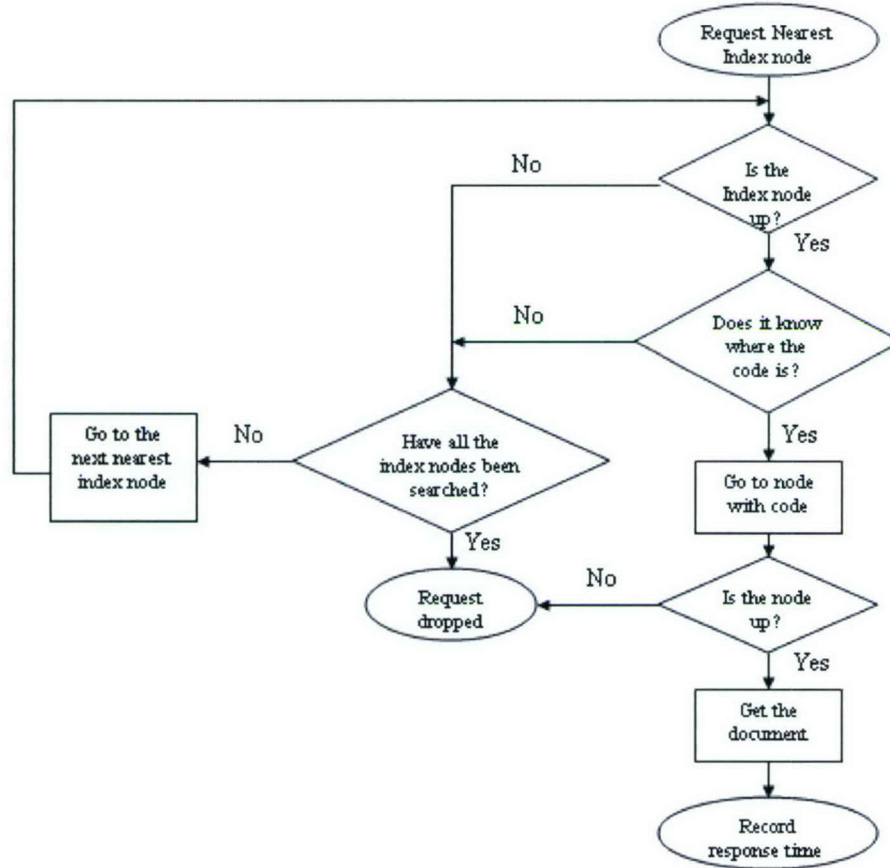 Request Nearest
Index node
No
Is the
Index node
up?
Yes
No
Does it know
where the
code is?
Yes
Go to the
next nearest
index node
No
Have all the
index nodes been
searched?
Go to node
with code
Yes
No
Request
dropped
Is the node
up?
Yes
Get the
document
Record
response time